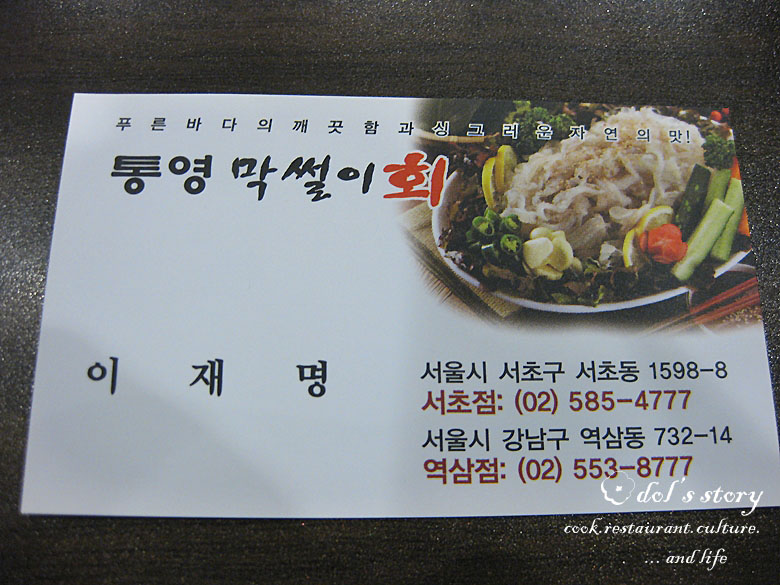 푸른바다의깨끗함과싱그러운자연의맛!
통영 막썰이회
이 재 명
서울시 서초구 서초동 1598-8
서초점: (02) 585-4777
서울시 강남구 역삼동 732-14
역삼점: (02) 553-8777
dol's story
cook.restaurant.culture.
... and life